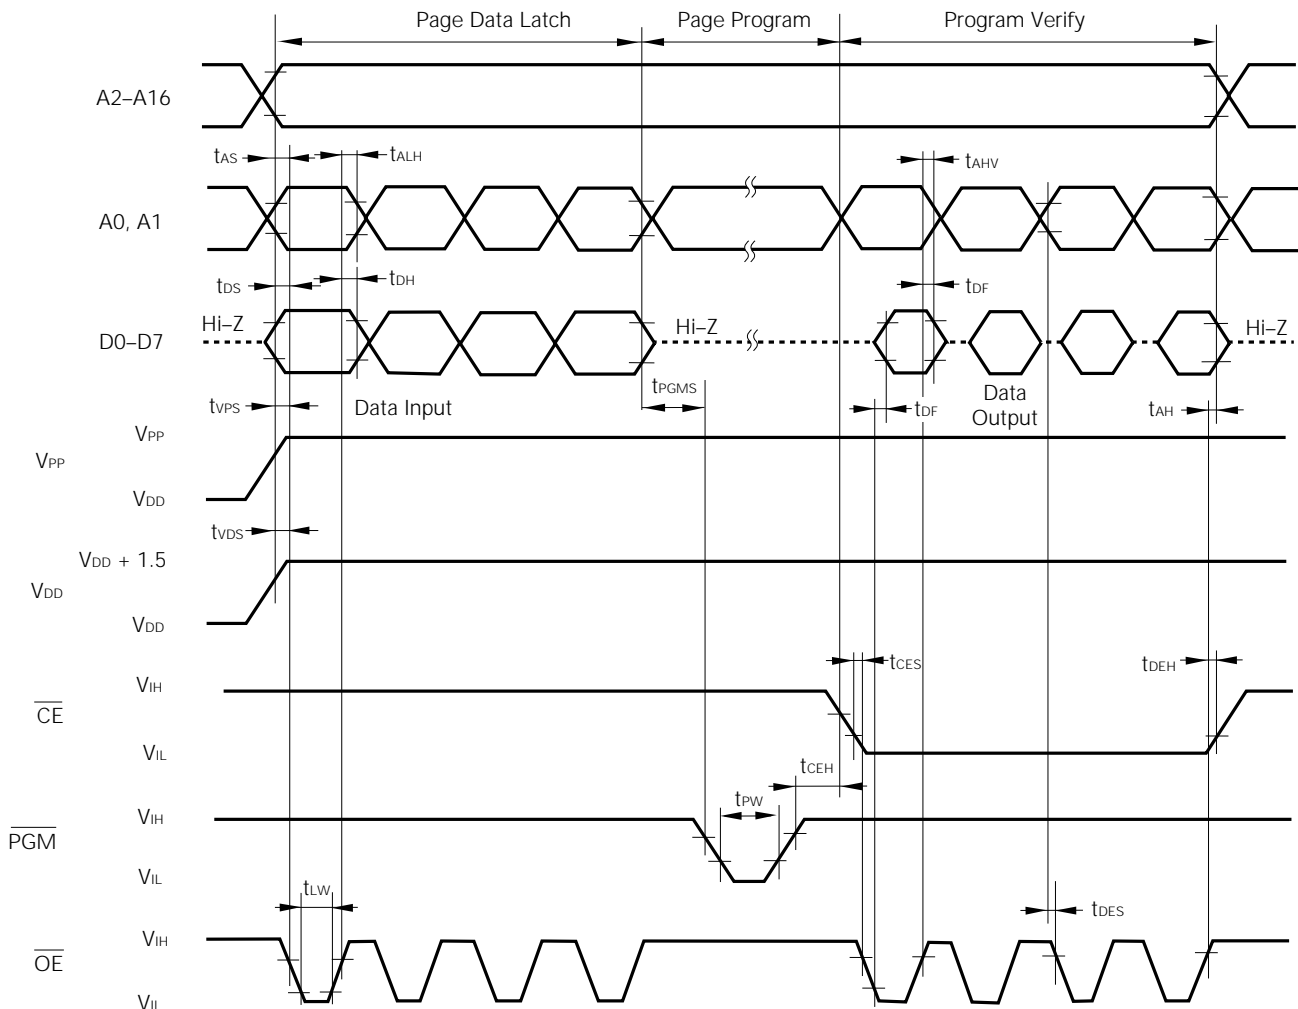 Page Data Latch Page Program Program Verify
A2–A16
tAS tALH tAHV
A0, A1
tDS tDH tDF
Hi–Z Hi–Z Hi–Z
D0–D7
tVPS Data Input tPGMS tDF Data Output tAH
VPP
VPP
VDD
tVDS
VDD + 1.5
VDD
VDD
tCES tDEH
VIH
CE
VIL
tCEH
tPW
VIH
PGM
VIL
tLW
tDES
VIH
OE
VIL